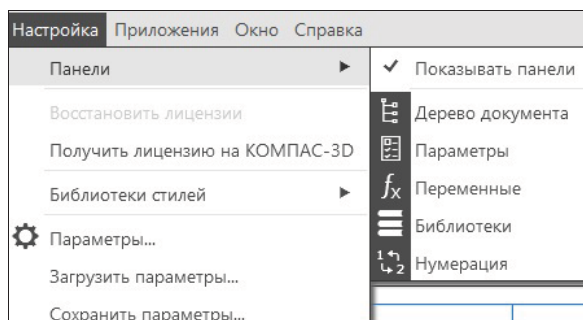 Настройка Приложения Окно Справка
Панели
Показывать панели
Восстановить лицензии
Получить лицензию на КОМПАС-3D
Библиотеки стилей
Параметры...
Загрузить параметры...
Сохранить параметры...
Дерево документа
Параметры
Переменные
Библиотеки
Нумерация